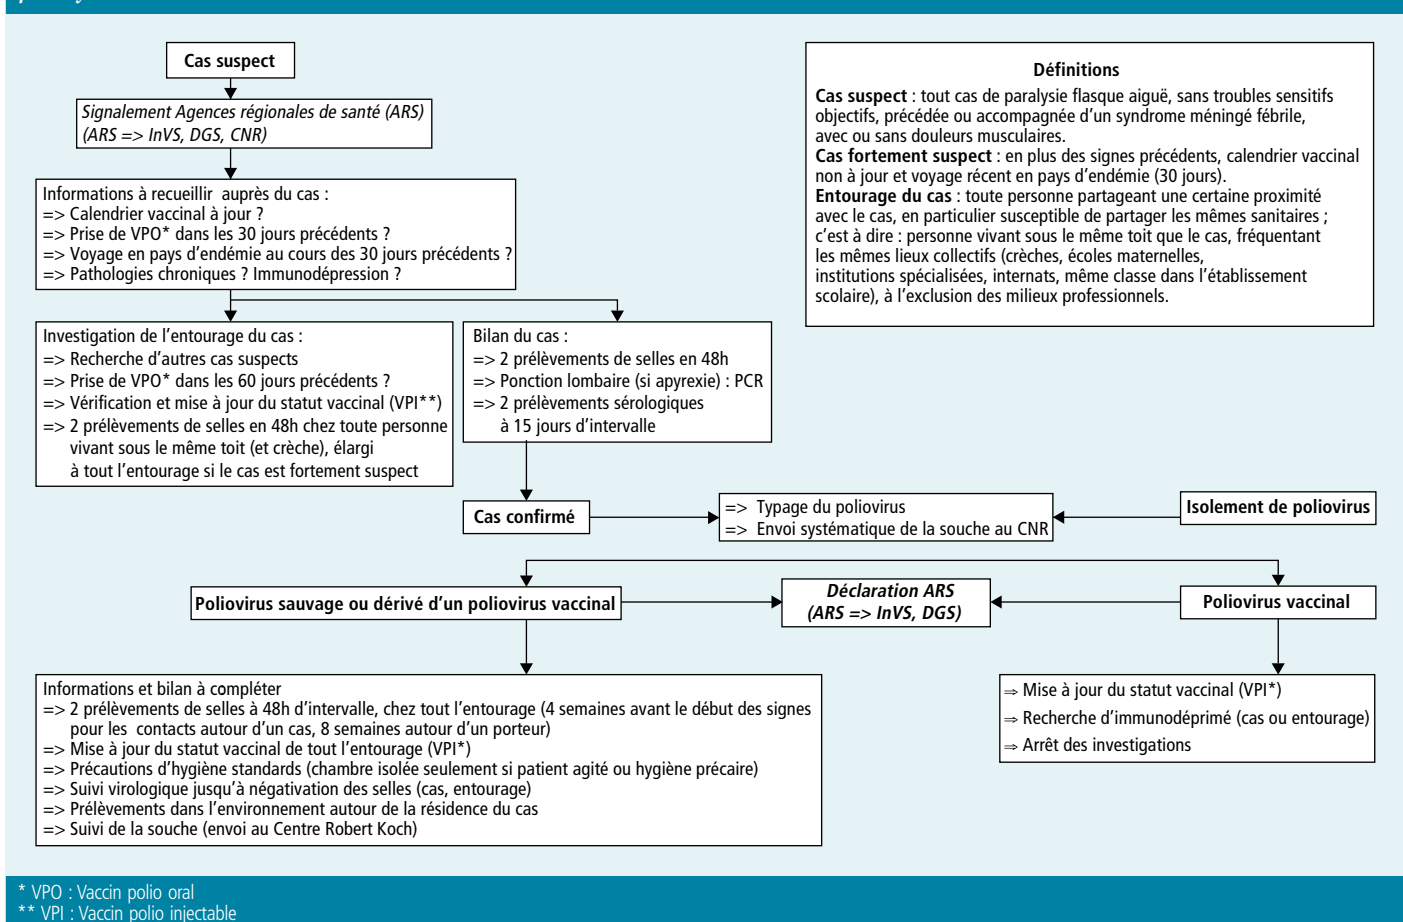 Cas suspect
Signalement Agences régionales de santé (ARS)
(ARS => InVS, DGS, CNR)
Informations à recueillir auprès du cas :
=> Calendrier vaccinal à jour ?
=> Prise de VPO* dans les 30 jours précédents ?
=> Voyage en pays d'endémie au cours des 30 jours précédents ?
=> Pathologies chroniques ? Immunodépression ?
Définitions
Cas suspect : tout cas de paralysie flasque aiguë, sans troubles sensitifs
objectifs, précédée ou accompagnée d'un syndrome méningé fébrile,
avec ou sans douleurs musculaires.
Cas fortement suspect : en plus des signes précédents, calendrier vaccinal
non à jour et voyage récent en pays d'endémie (30 jours).
Entourage du cas : toute personne partageant une certaine proximité
avec le cas, en particulier susceptible de partager les mêmes sanitaires ;
c'est à dire : personne vivant sous le même toit que le cas, fréquentant
les mêmes lieux collectifs (crèches, écoles maternelles,
institutions spécialisées, internats, même classe dans l'établissement
scolaire), à l'exclusion des milieux professionnels.
Investigation de l'entourage du cas :
=> Recherche d'autres cas suspects
=> Prise de VPO* dans les 60 jours précédents ?
=> Vérification et mise à jour du statut vaccinal (VPI**)
=> 2 prélèvements de selles en 48h chez toute personne
vivant sous le même toit (et crèche), élargi
à tout l'entourage si le cas est fortement suspect
Bilan du cas :
=> 2 prélèvements de selles en 48h
=> Ponction lombaire (si apyrexie) : PCR
=> 2 prélèvements sérologiques
à 15 jours d'intervalle
Cas confirmé
=> Typage du poliovirus
=> Envoi systématique de la souche au CNR
Isolement de poliovirus
Poliovirus sauvage ou dérivé d'un poliovirus vaccinal
Déclaration ARS
(ARS => InVS, DGS)
Poliovirus vaccinal
Informations et bilan à compléter
=> 2 prélèvements de selles à 48h d'intervalle, chez tout l'entourage (4 semaines avant le début des signes
pour les contacts autour d'un cas, 8 semaines autour d'un porteur)
=> Mise à jour du statut vaccinal de tout l'entourage (VPI*)
=> Précautions d'hygiène standards (chambre isolée seulement si patient agité ou hygiène précaire)
=> Suivi virologique jusqu'à négativation des selles (cas, entourage)
=> Prélèvements dans l'environnement autour de la résidence du cas
=> Suivi de la souche (envoi au Centre Robert Koch)
⇒ Mise à jour du statut vaccinal (VPI*)
⇒ Recherche d'immunodéprimé (cas ou entourage)
⇒ Arrêt des investigations
* VPO : Vaccin polio oral
** VPI : Vaccin polio injectable